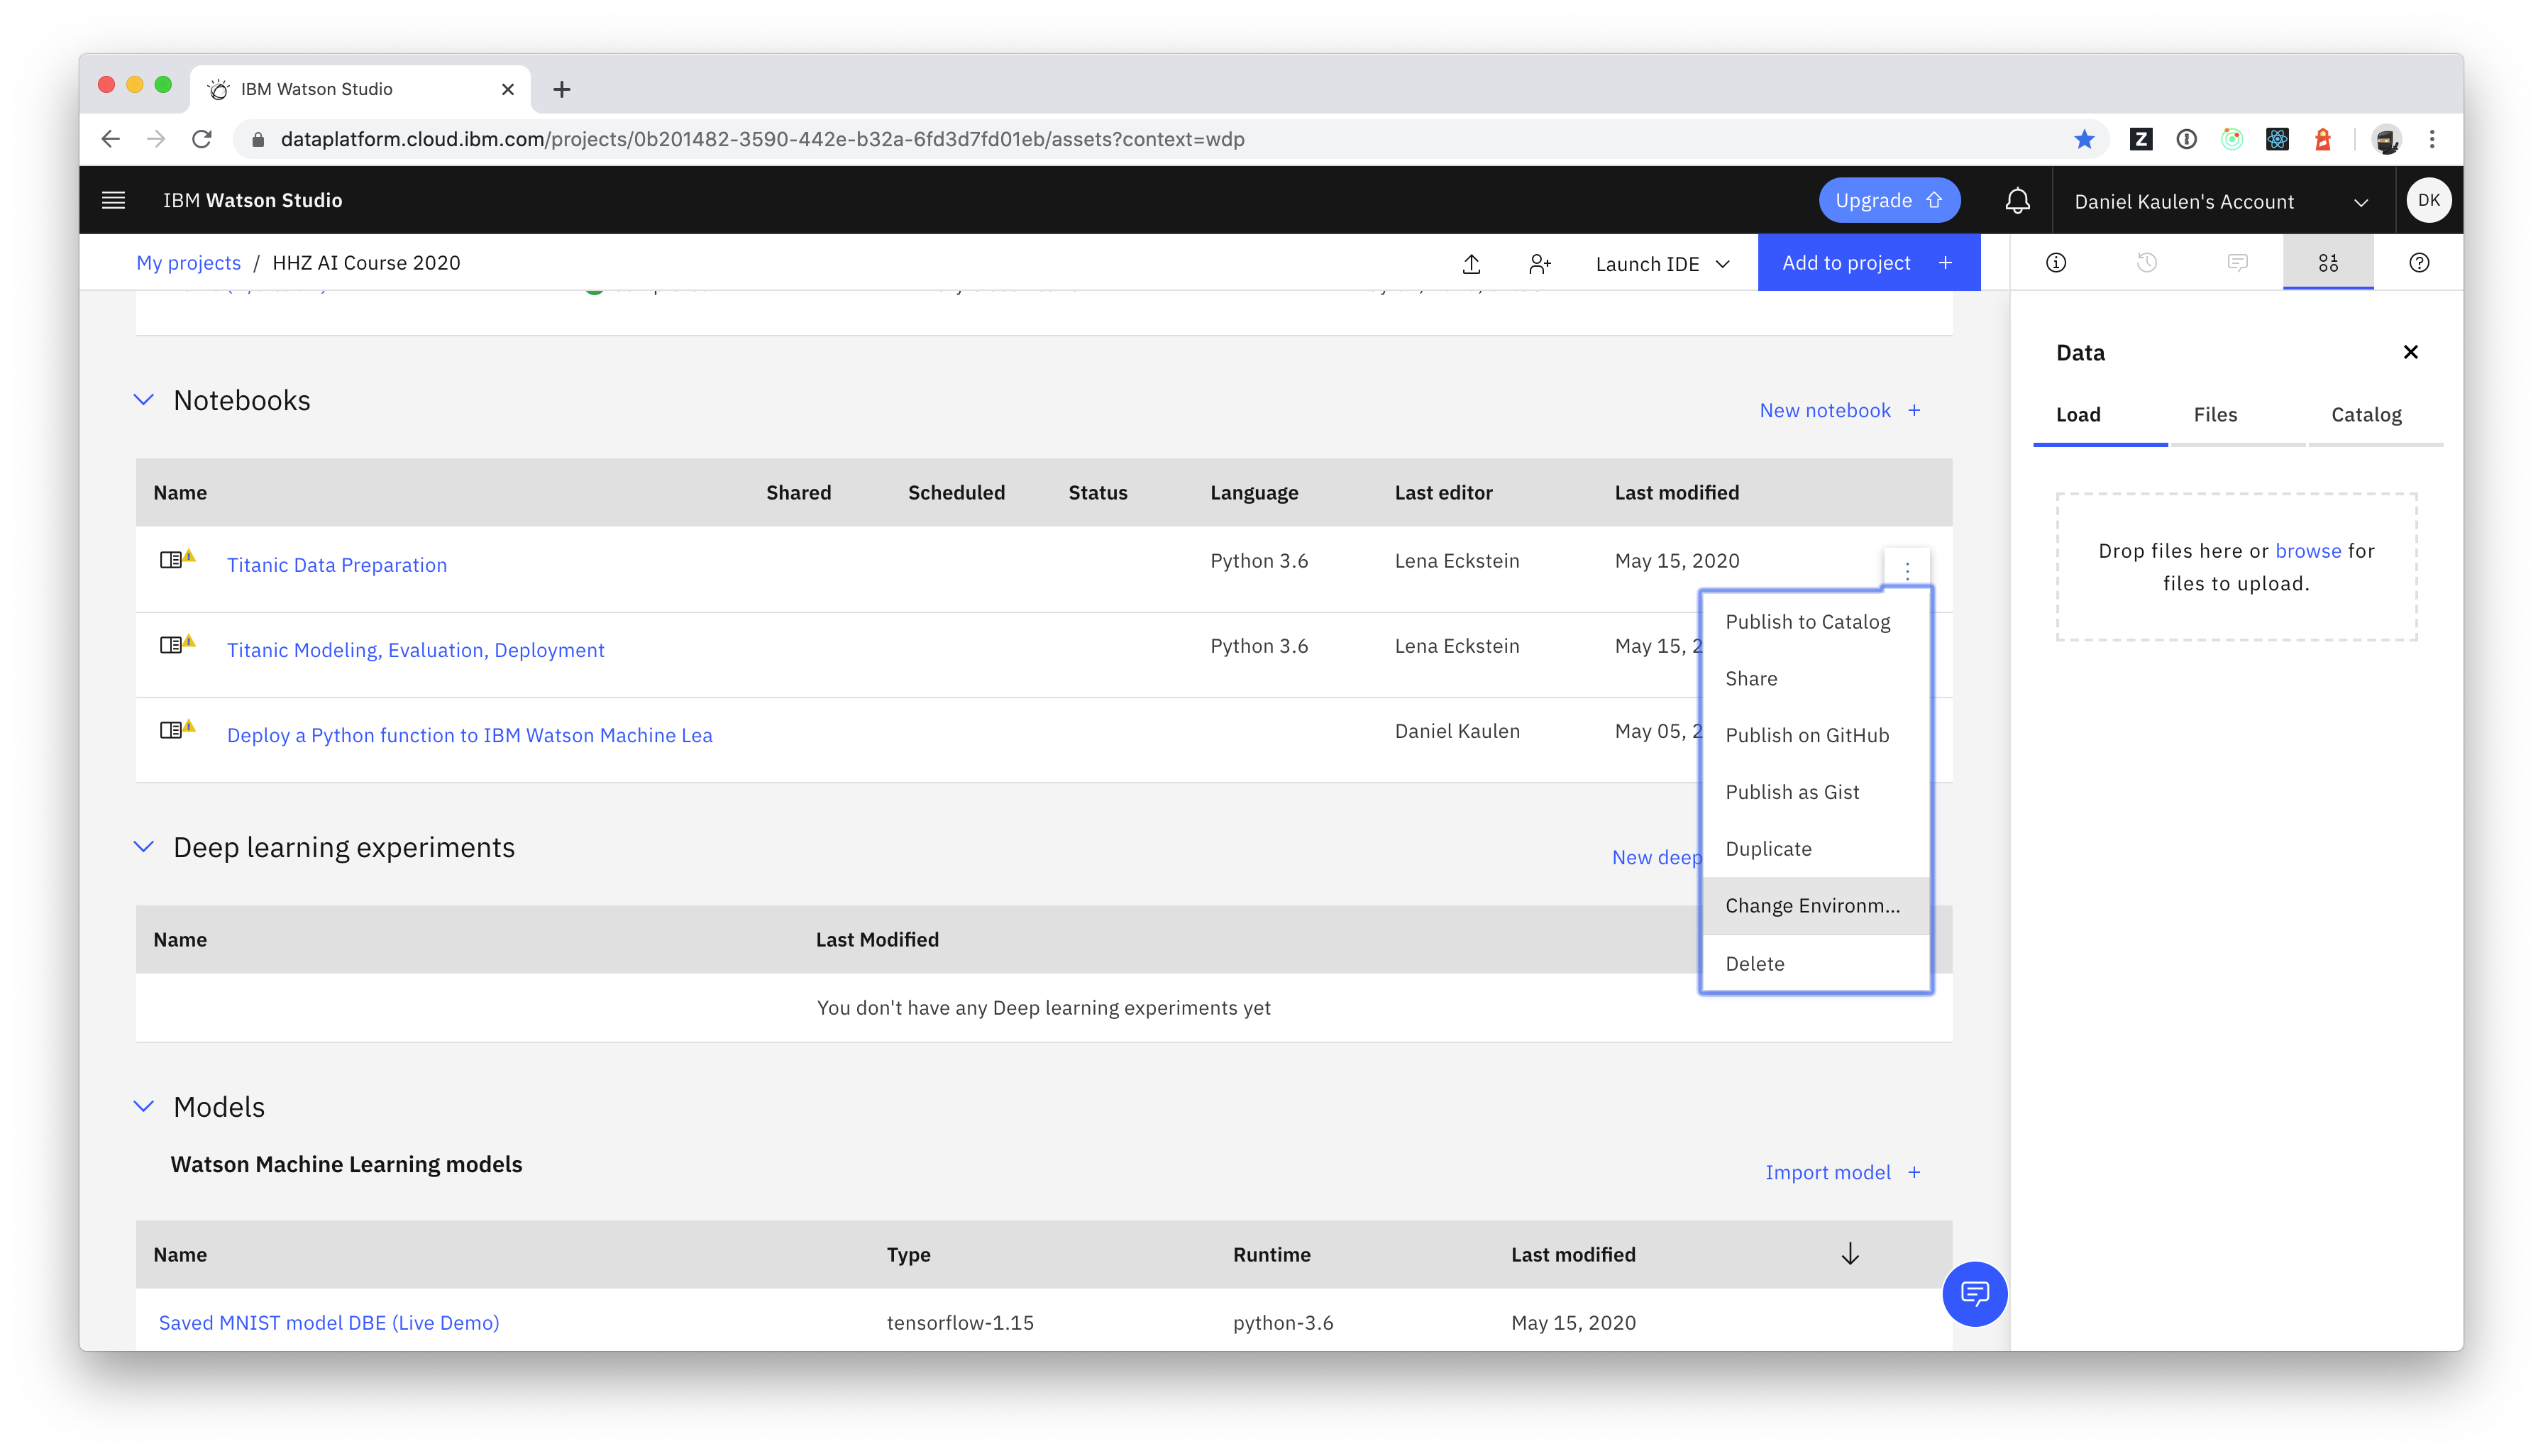 IBM Watson Studio
dataplatform.cloud.ibm.com/projects/0b201482-3590-442e-b32a-6fd3d7fd01eb/assets?context=wdp
IBM Watson Studio
Upgrade
Daniel Kaulen's Account
DK
My projects / HHZ AI Course 2020
Launch IDE
Add to project +
Notebooks
New notebook +
Name Shared Scheduled Status Language Last editor Last modified
Titanic Data Preparation Python 3.6 Lena Eckstein May 15, 2020
Titanic Modeling, Evaluation, Deployment Python 3.6 Lena Eckstein May 15, 2
Deploy a Python function to IBM Watson Machine Lea Daniel Kaulen May 05, 2
Publish to Catalog
Share
Publish on GitHub
Publish as Gist
Duplicate
Change Environm...
Delete
Deep learning experiments
New deep
Name Last Modified
You don't have any Deep learning experiments yet
Models
Watson Machine Learning models
Import model +
Name Type Runtime Last modified
Saved MNIST model DBE (Live Demo) tensorflow-1.15 python-3.6 May 15, 2020
Data
Load Files Catalog
Drop files here or browse for
files to upload.